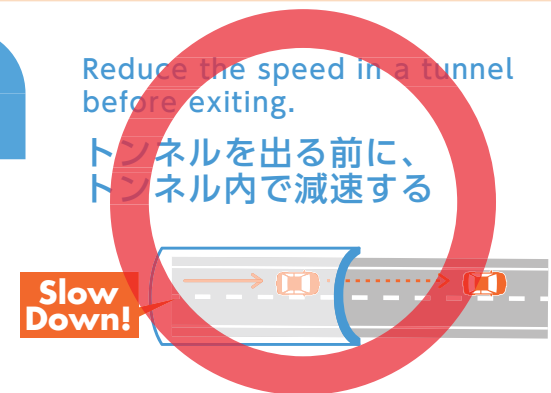 Reduce the speed in a tunnel
before exiting.
トンネルを出る前に、
トンネル内で減速する
Slow
Down!